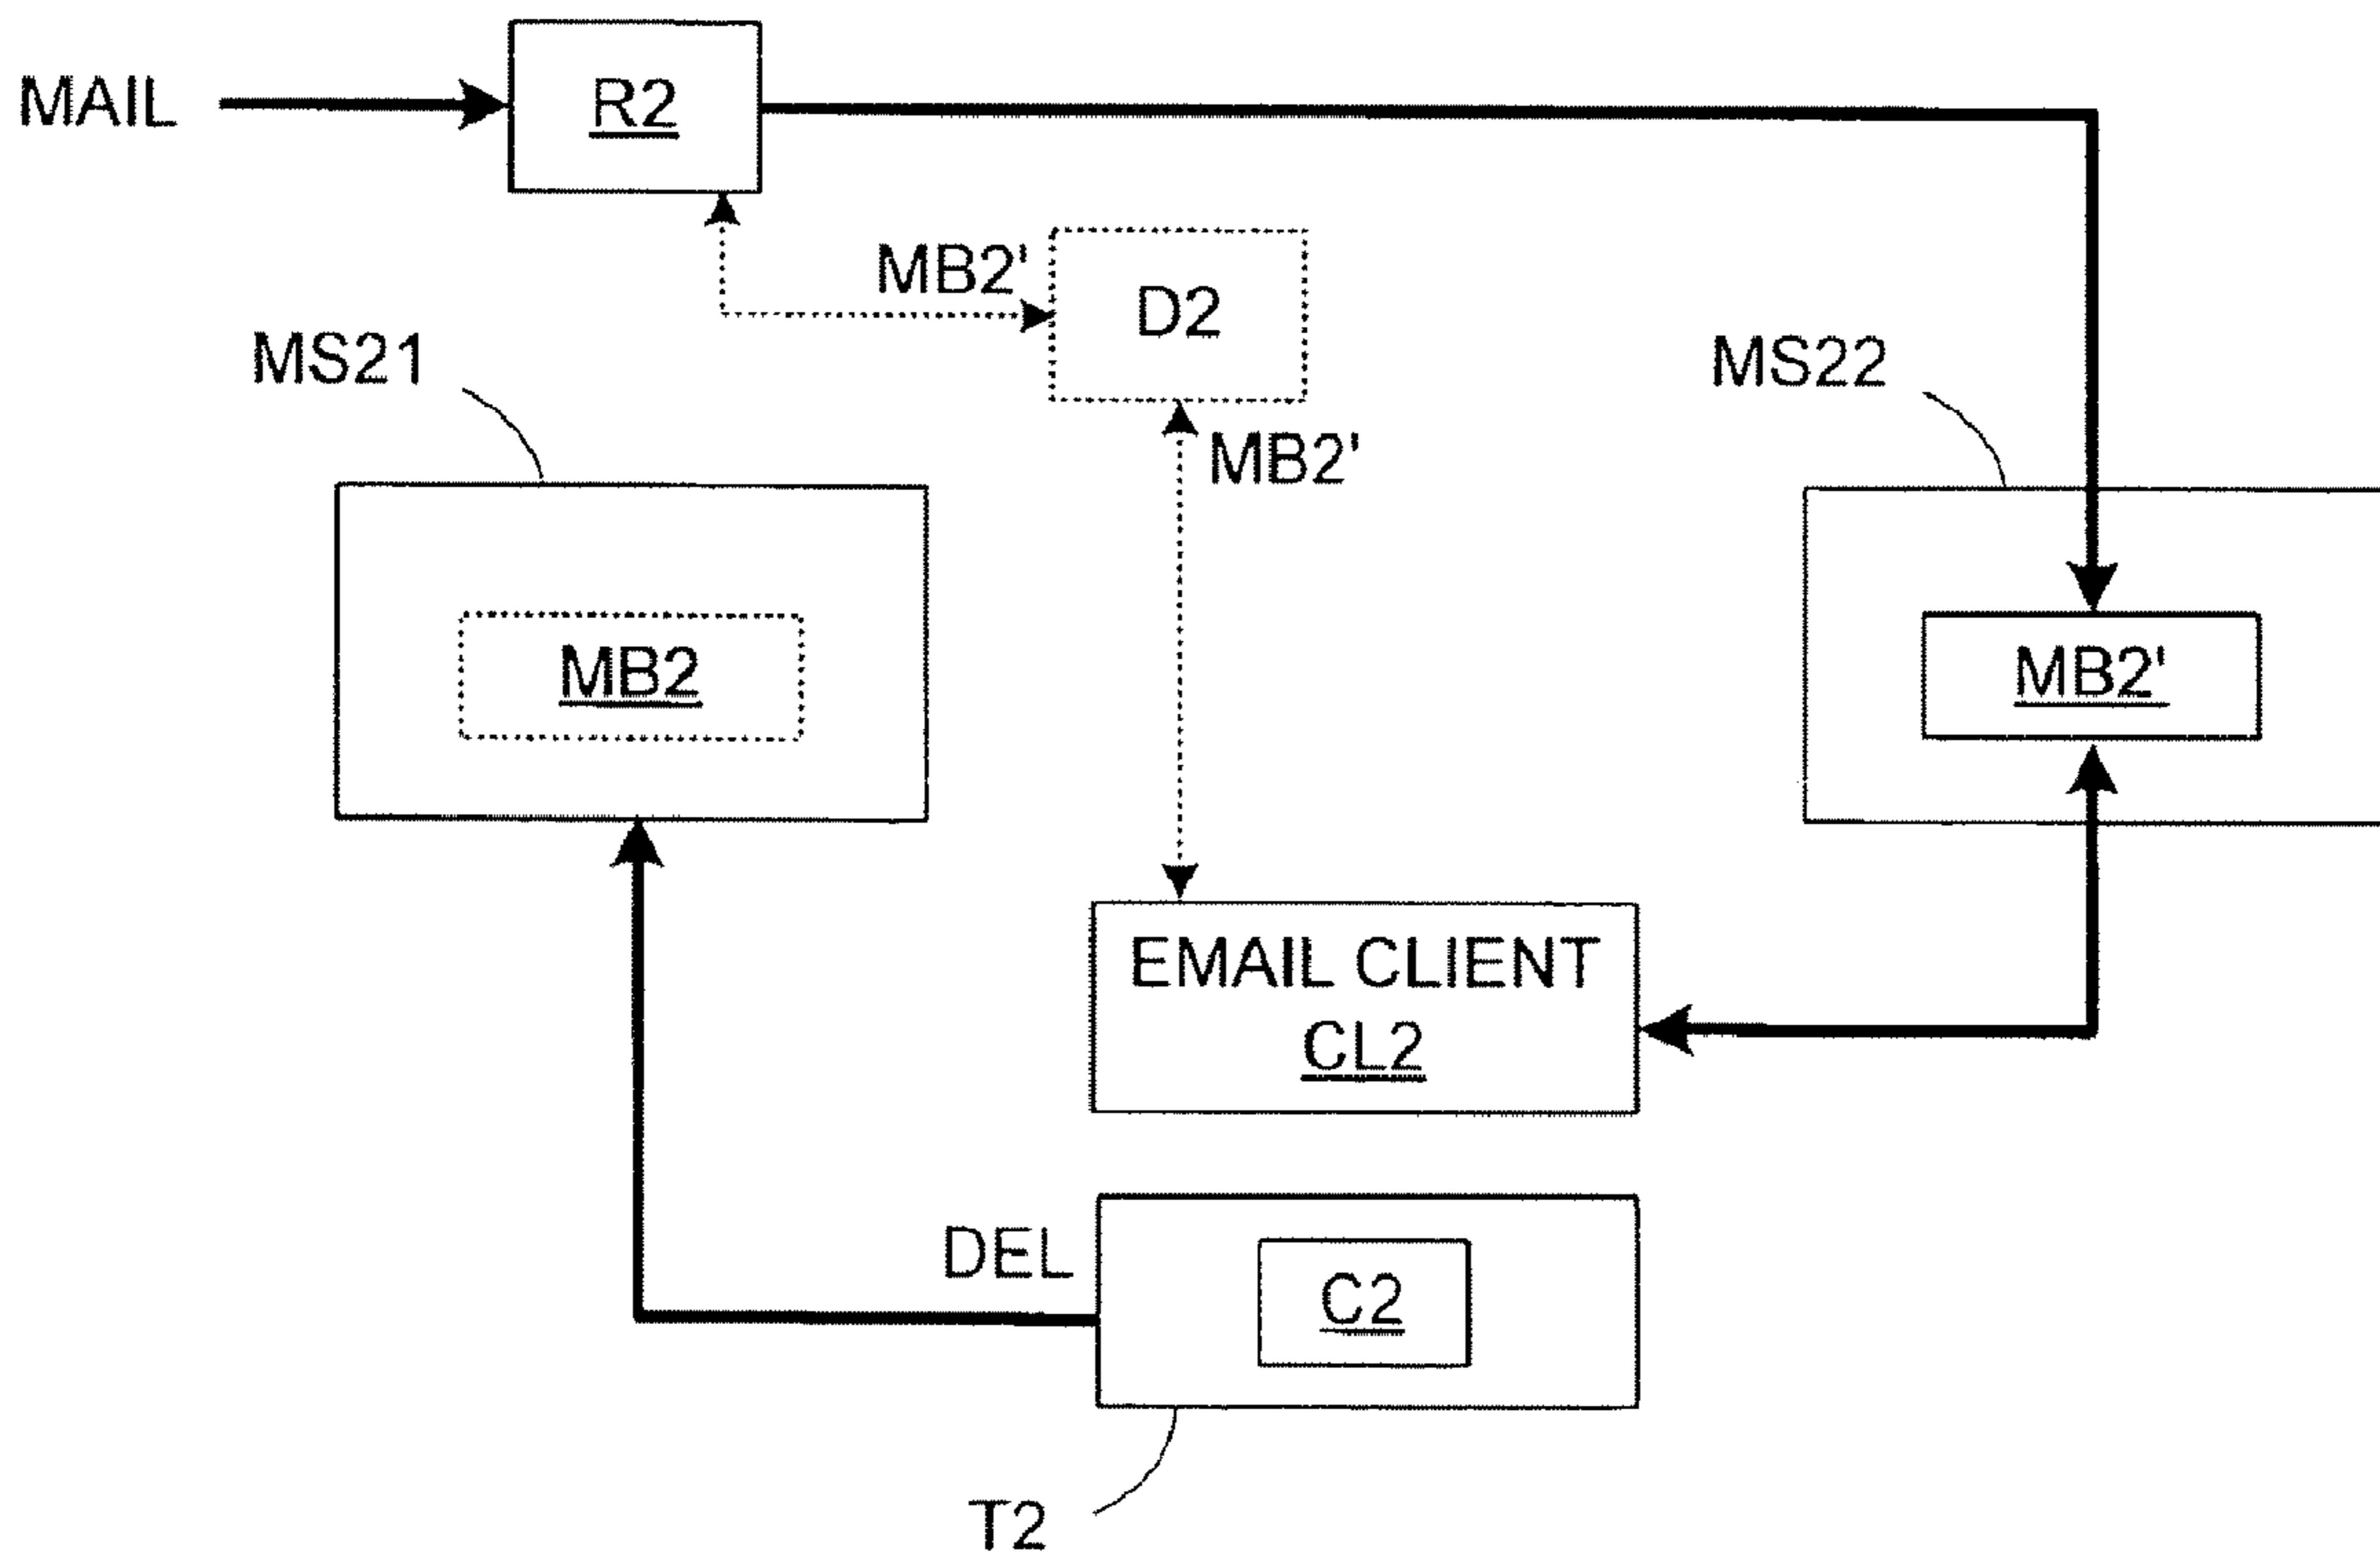 MAIL
R2
MB2'
D2
MS21
MS22
MB2'
MB2
MB2'
EMAIL CLIENT
CL2
DEL
C2
T2